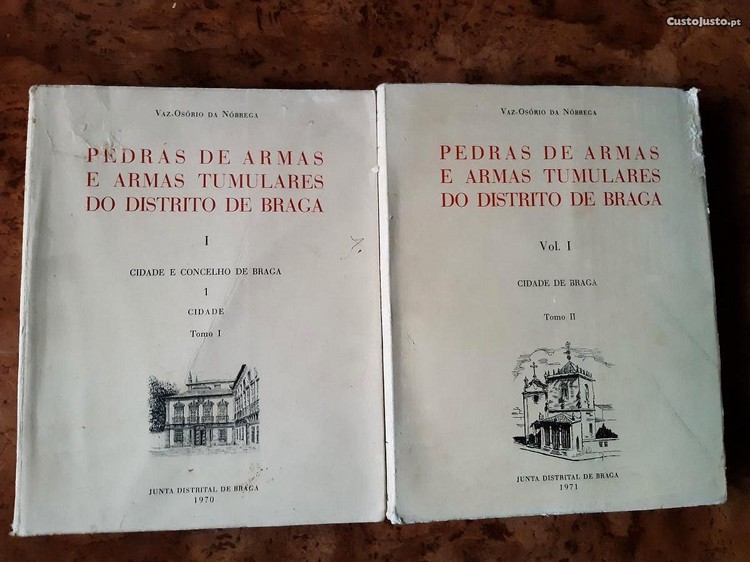 CustoJusto.pt
VAZ-OSÓRIO DA NÓBREGA
PEDRAS DE ARMAS
E ARMAS TUMULARES
DO DISTRITO DE BRAGA
I
CIDADE E CONCELHO DE BRAGA
1
CIDADE
Tomo I
JUNTA DISTRITAL DE BRAGA
1970
VAZ-OSÓRIO DA NÓBREGA
PEDRAS DE ARMAS
E ARMAS TUMULARES
DO DISTRITO DE BRAGA
Vol. I
CIDADE DE BRAGA
Tomo II
JUNTA DISTRITAL DE BRAGA
1971